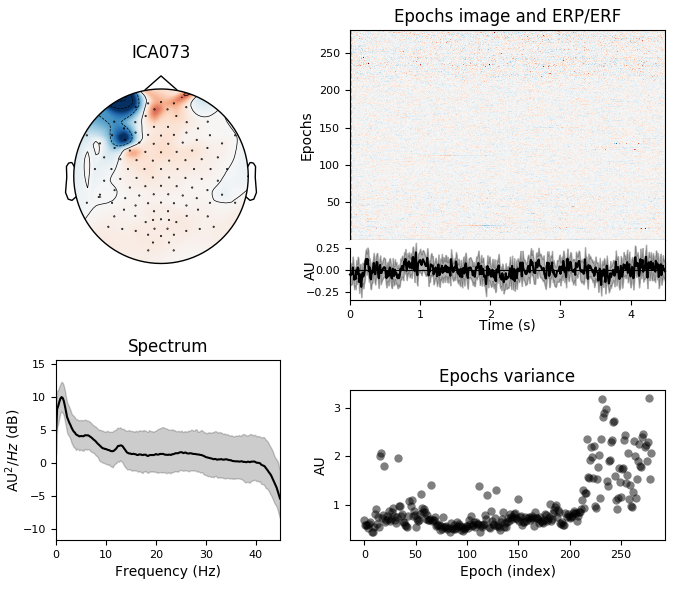 ICA073
Epochs image and ERP/ERF
Epochs
250
200
150
100
50
AU
0.25
0.00
−0.25
0 1 2 3 4
Time (s)
Spectrum
AU²/Hz (dB)
15
10
5
0
−5
−10
0 10 20 30 40
Frequency (Hz)
Epochs variance
AU
3
2
1
0 50 100 150 200 250
Epoch (index)